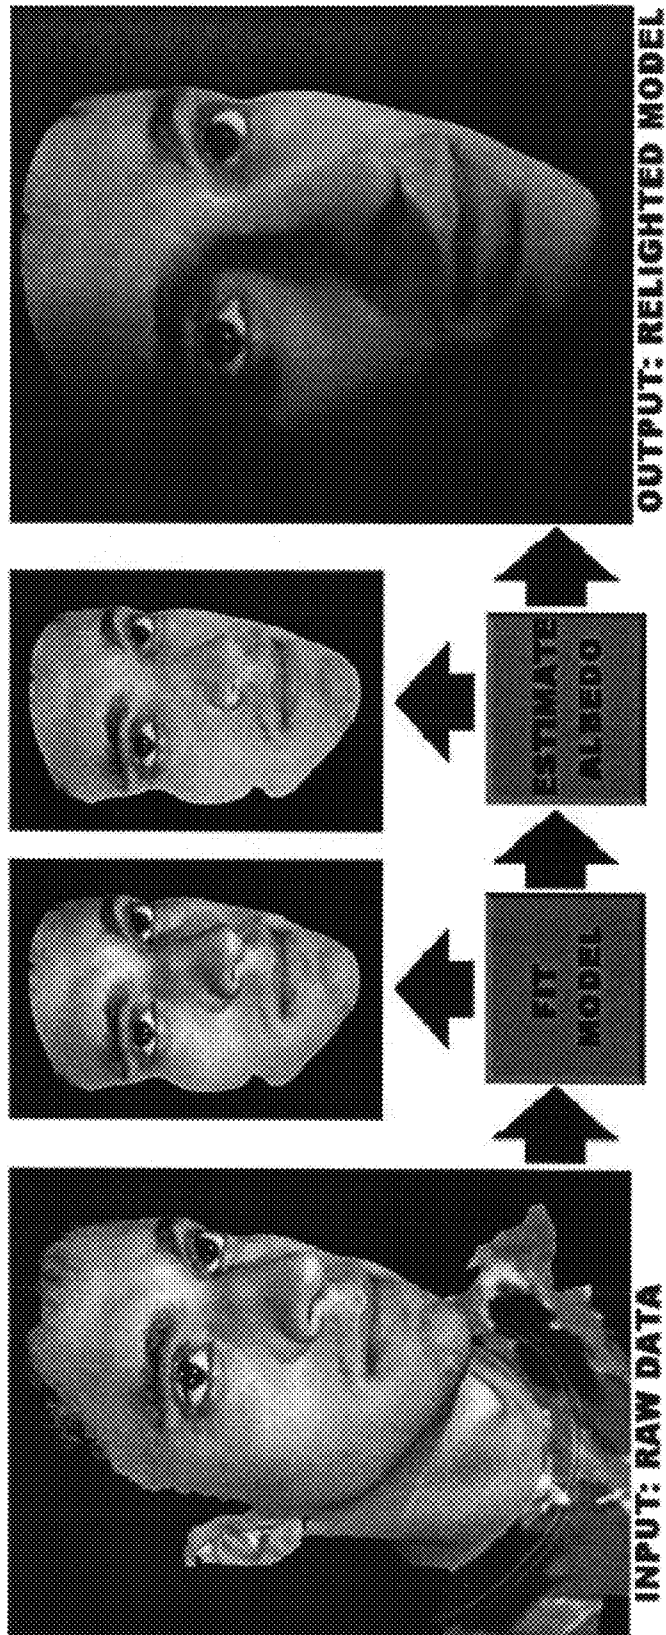 INPUT: RAW DATA
FIT
MODEL
ESTIMATE
ALBEDO
OUTPUT: RELIGHTED MODEL